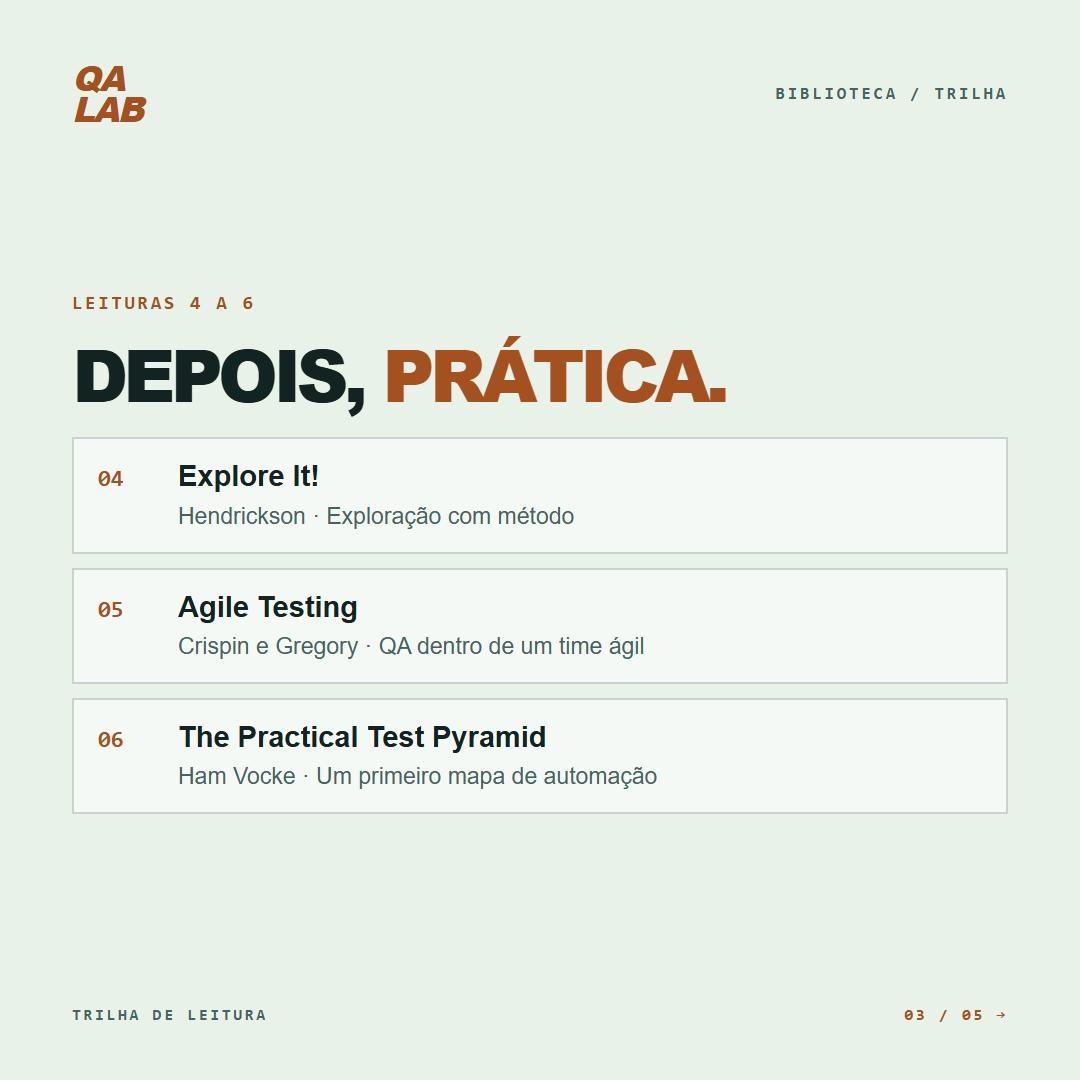 QA
LAB
BIBLIOTECA / TRILHA
LEITURAS 4 A 6
DEPOIS, PRÁTICA.
04
Explore It!
Hendrickson · Exploração com método
05
Agile Testing
Crispin e Gregory · QA dentro de um time ágil
06
The Practical Test Pyramid
Ham Vocke · Um primeiro mapa de automação
TRILHA DE LEITURA
03 / 05 →